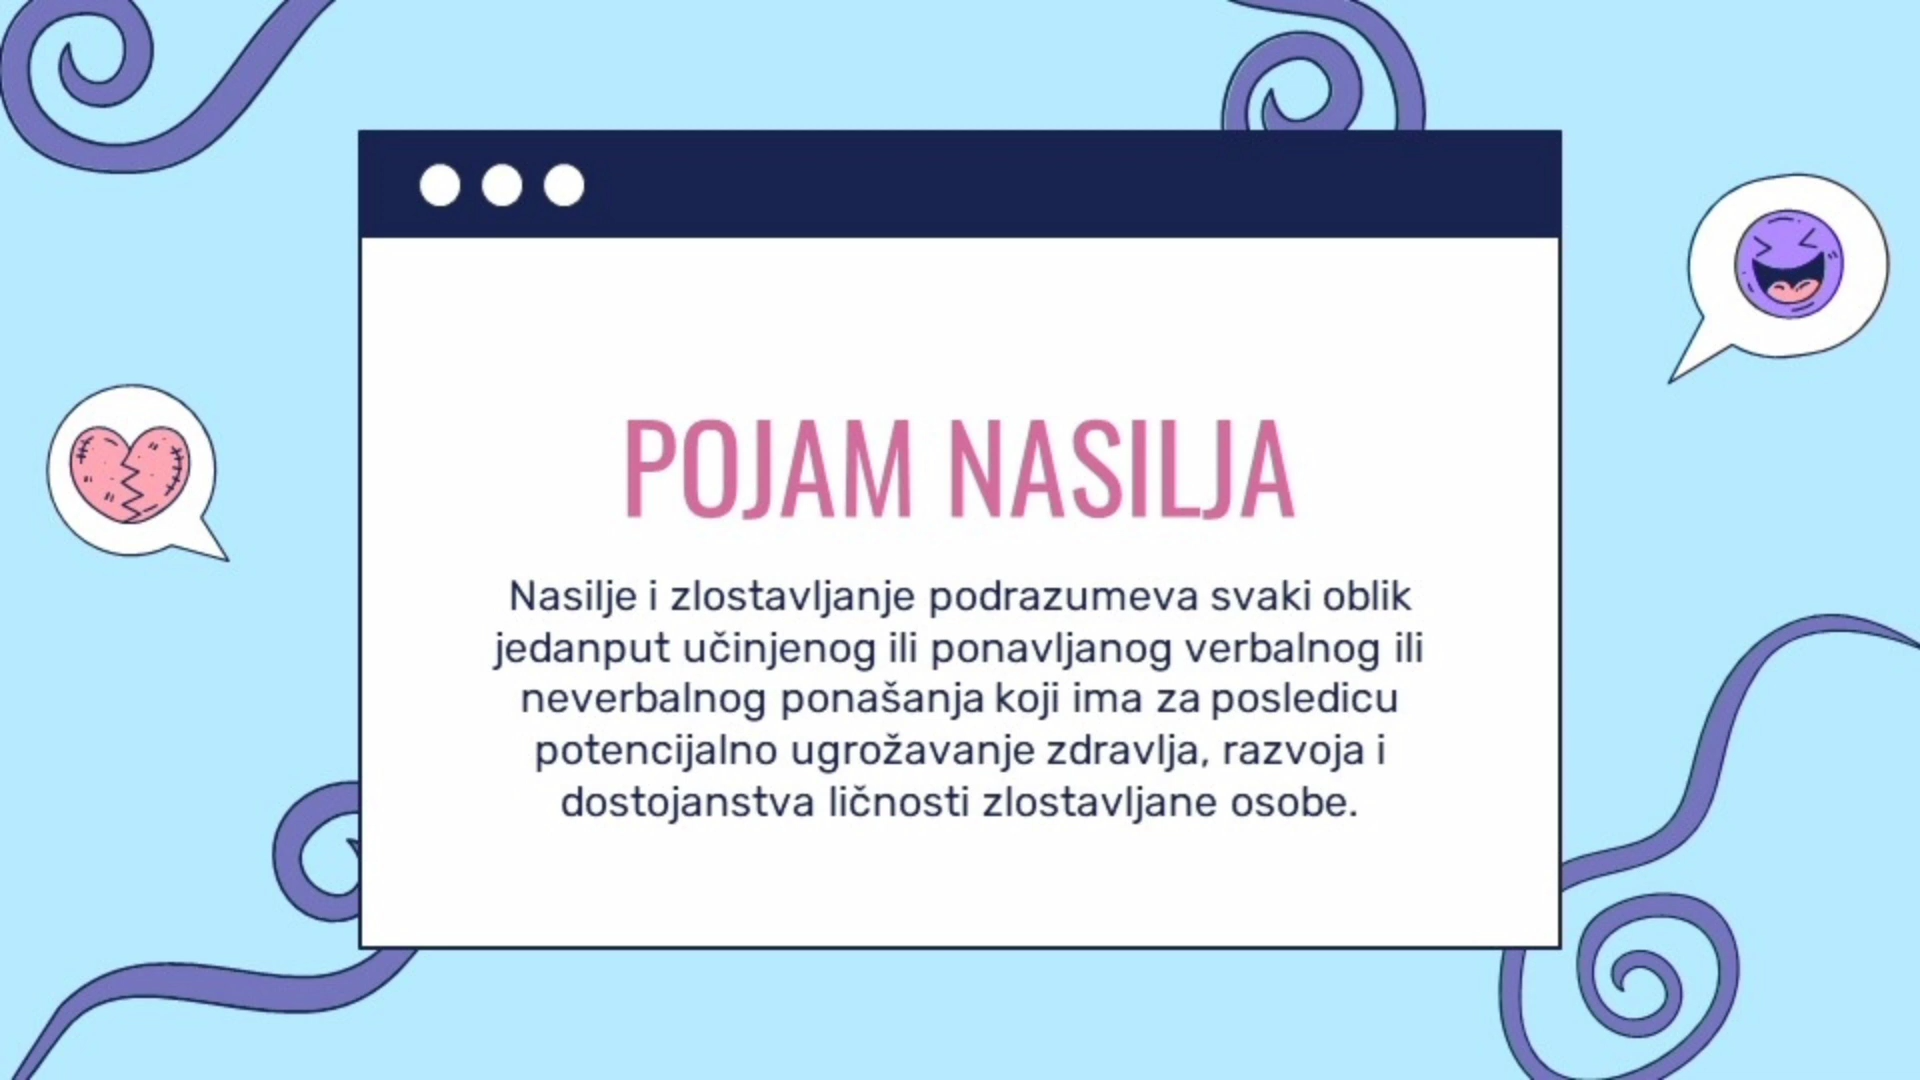 POJAM NASILJA
Nasilje i zlostavljanje podrazumeva svaki oblik
jedanput učinjenog ili ponavljanog verbalnog ili
neverbalnog ponašanja koji ima za posledicu
potencijalno ugrožavanje zdravlja, razvoja i
dostojanstva ličnosti zlostavljane osobe.